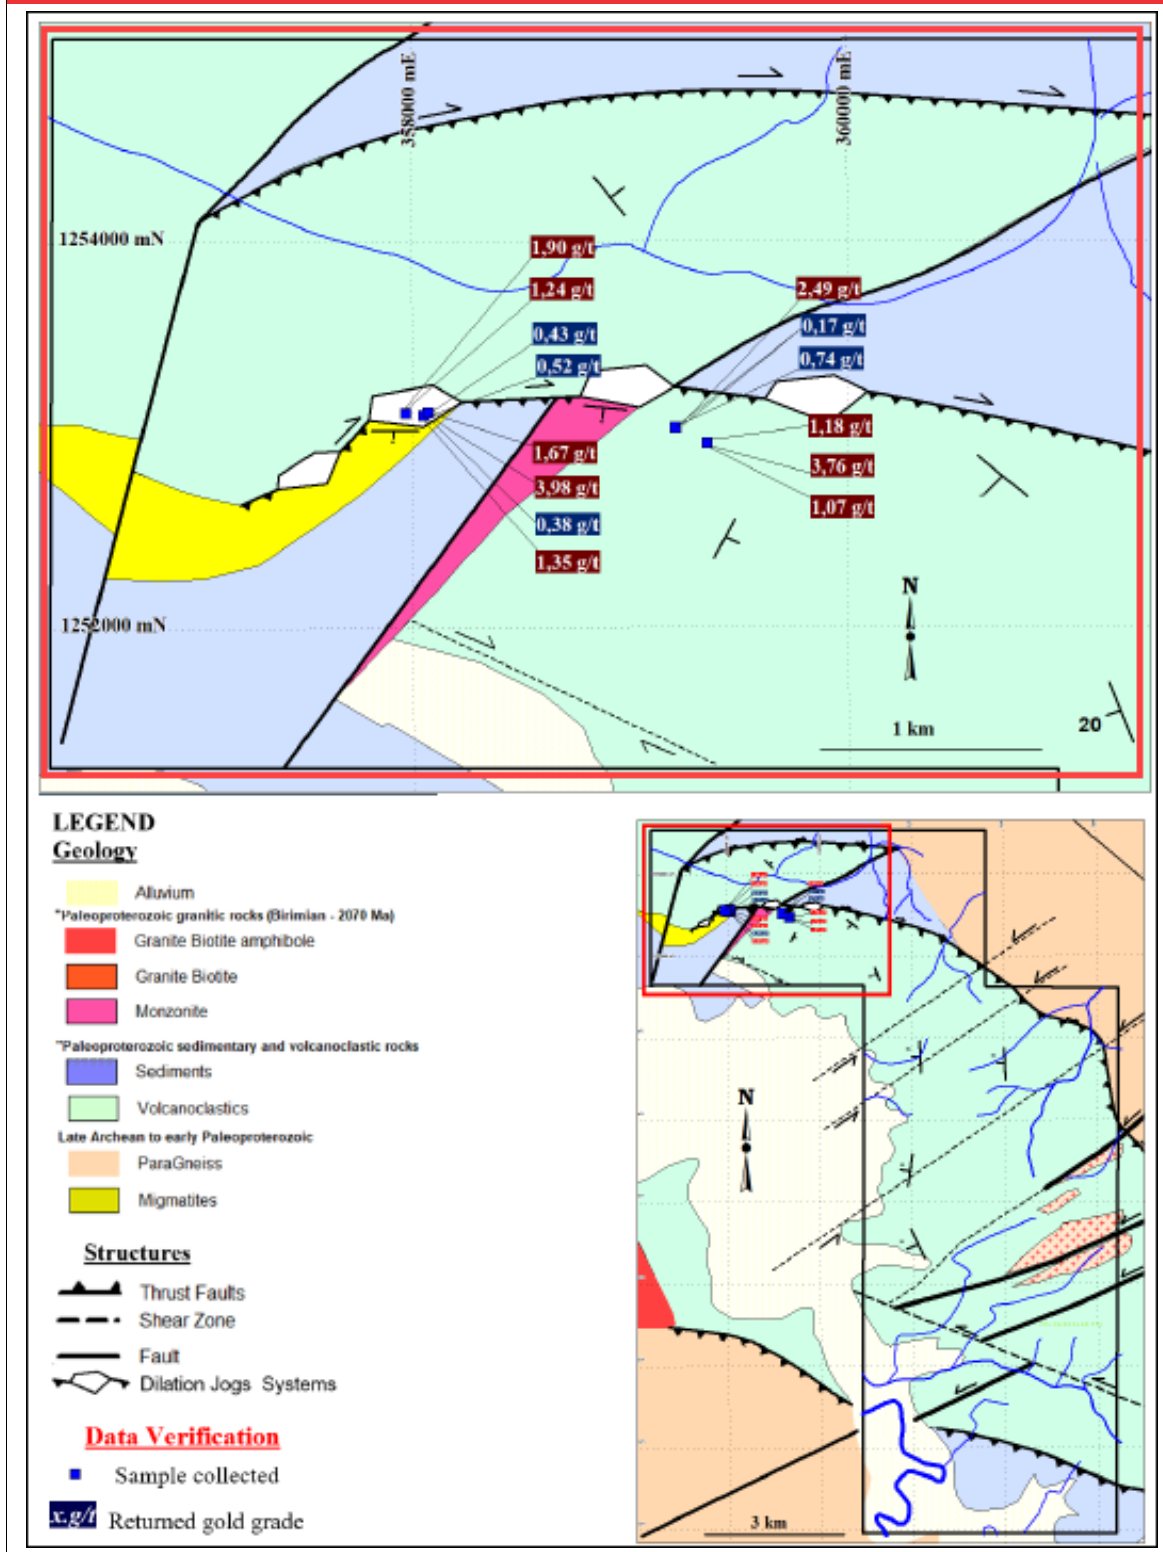 358000 mE
360000 mE
1254000 mN
1,90 g/t
1,24 g/t
2,49 g/t
0,43 g/t
0,17 g/t
0,52 g/t
0,74 g/t
1,18 g/t
1,67 g/t
3,76 g/t
3,98 g/t
1,07 g/t
0,38 g/t
1,35 g/t
N
1252000 mN
20
1 km
LEGEND
Geology
Alluvium
"Paleoproterozoic granitic rocks (Birimian - 2070 Ma)
Granite Biotite amphibole
Granite Biotite
Monzonite
"Paleoproterozoic sedimentary and volcanoclastic rocks
Sediments
Volcanoclastics
Late Archean to early Paleoproterozoic
ParaGneiss
Migmatites
Structures
Thrust Faults
Shear Zone
Fault
Dilation Jogs Systems
Data Verification
Sample collected
x.g/t Returned gold grade
N
3 km